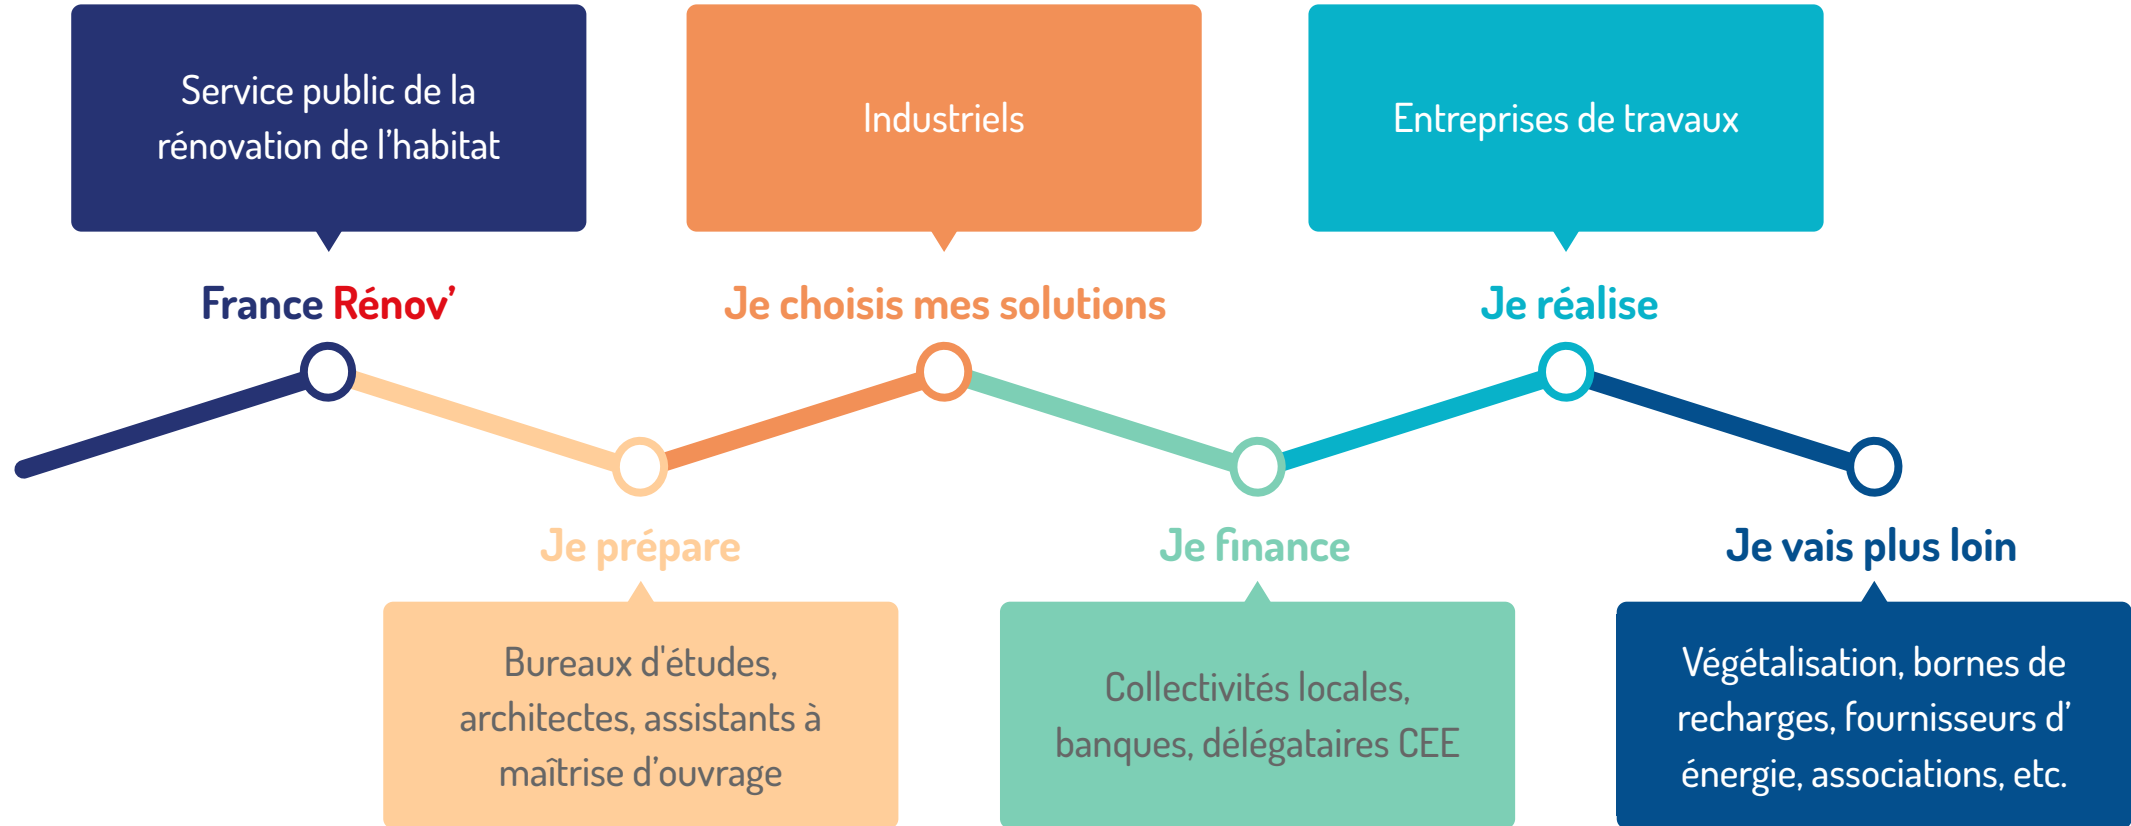 Service public de la
rénovation de l’habitat
France Rénov’
Industriels
Je choisis mes solutions
Entreprises de travaux
Je réalise
Je prépare
Bureaux d'études,
architectes, assistants à
maîtrise d’ouvrage
Je finance
Collectivités locales,
banques, délégataires CEE
Je vais plus loin
Végétalisation, bornes de
recharges, fournisseurs d’
énergie, associations, etc.